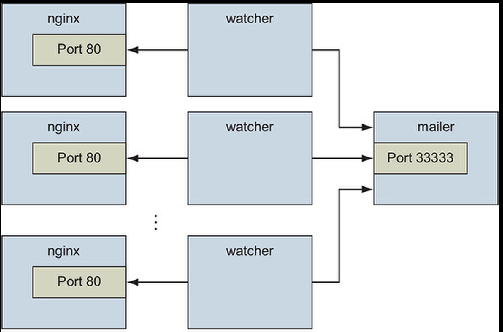 nginx
watcher
Port 80
nginx
watcher
mailer
Port 80
Port 33333
nginx
watcher
Port 80